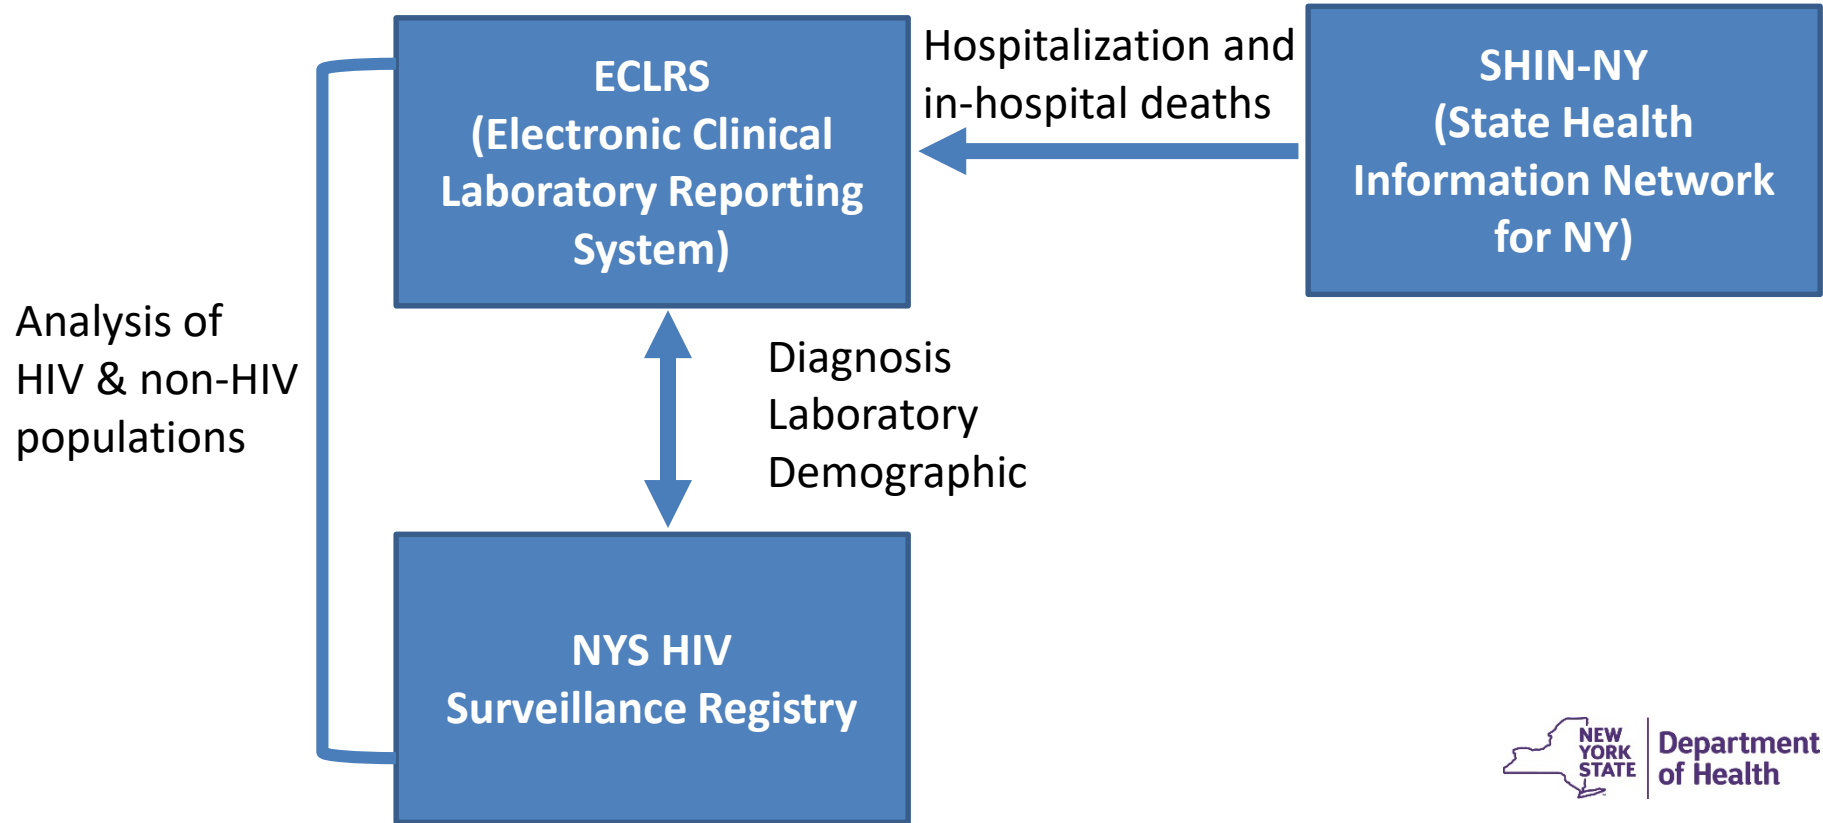 ECLRS
(Electronic Clinical
Laboratory Reporting
System)
Hospitalization and
in-hospital deaths
SHIN-NY
(State Health
Information Network
for NY)
Analysis of
HIV & non-HIV
populations
Diagnosis
Laboratory
Demographic
NYS HIV
Surveillance Registry
NEW
YORK
STATE
Department
of Health